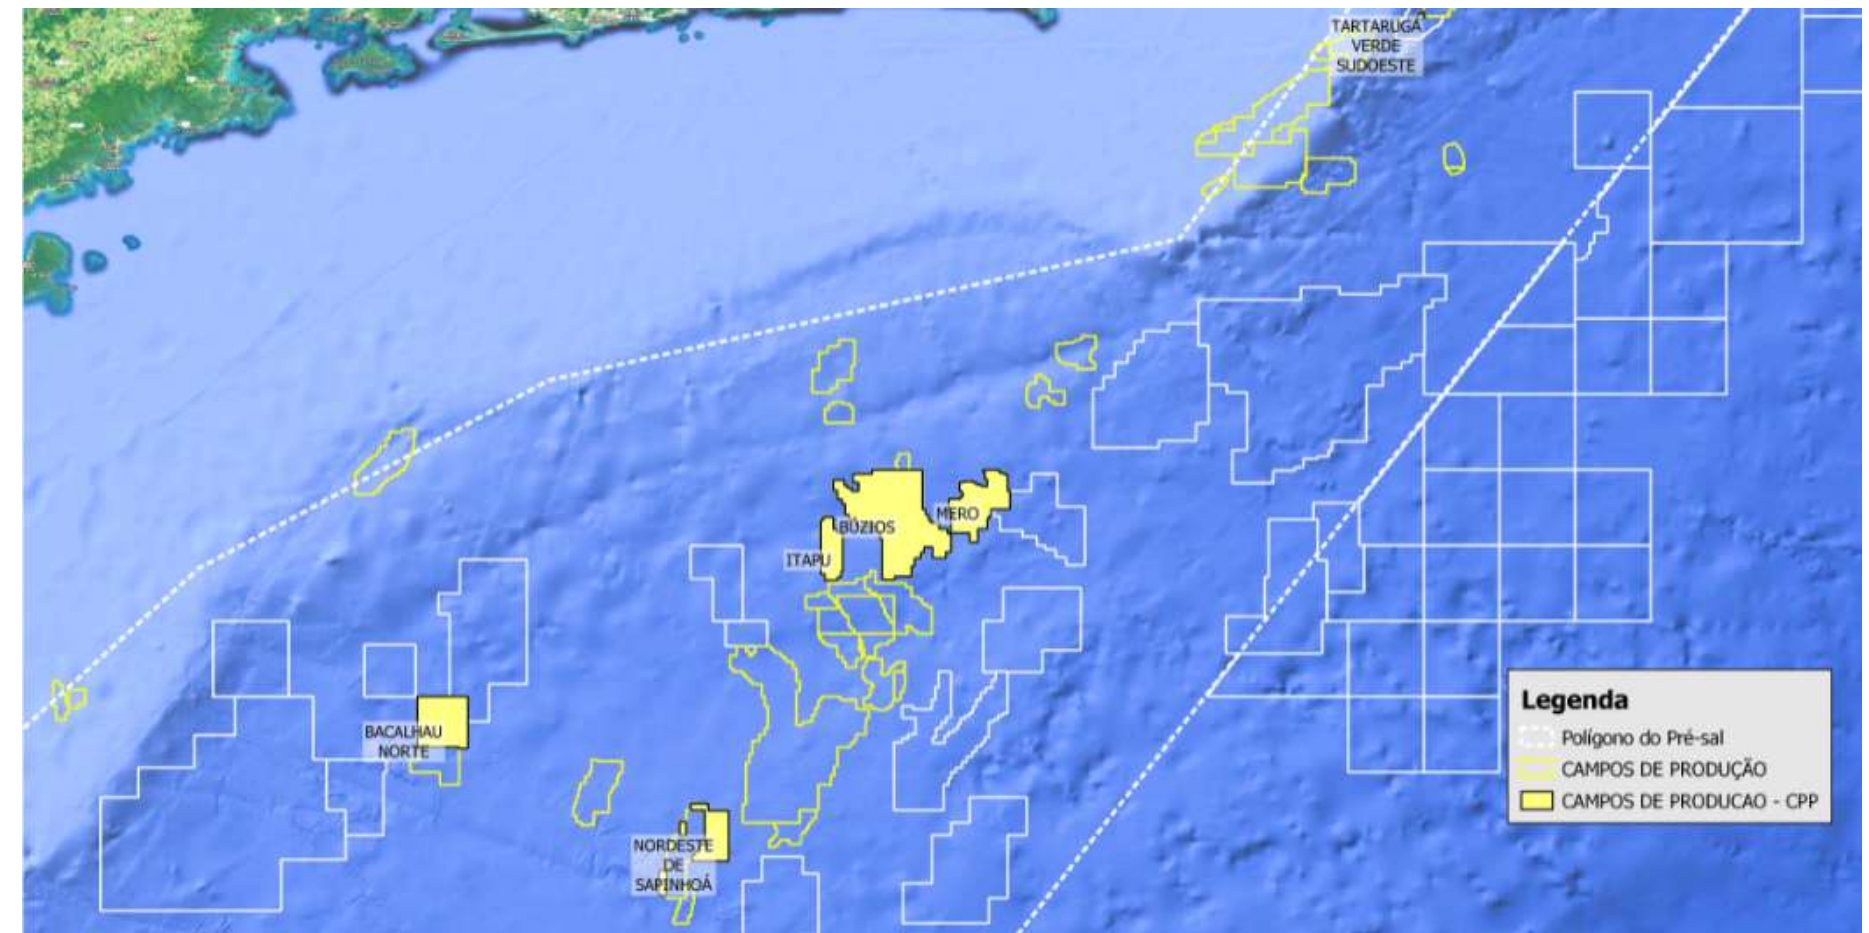 TARTARUGA
VERDE
SUDOESTE
MERO
BÚZIOS
ITAPU
BACALHAU
NORTE
NORDESTE
DE
SAPINHOÁ
Legenda
Polígono do Pré-sal
CAMPOS DE PRODUÇÃO
CAMPOS DE PRODUCAO - CPP